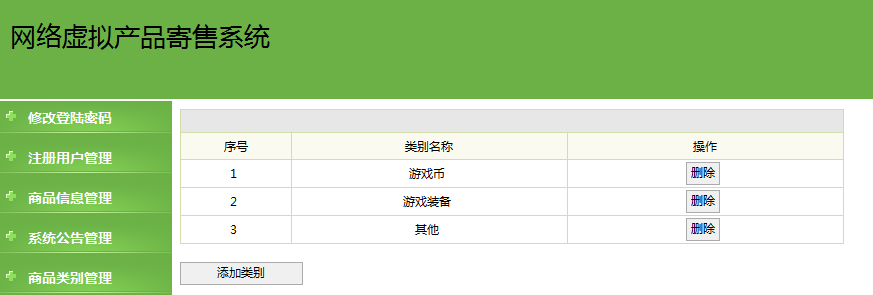 网络虚拟产品寄售系统
修改登陆密码
注册用户管理
商品信息管理
系统公告管理
商品类别管理
序号 类别名称 操作
1 游戏币 删除
2 游戏装备 删除
3 其他 删除
添加类别